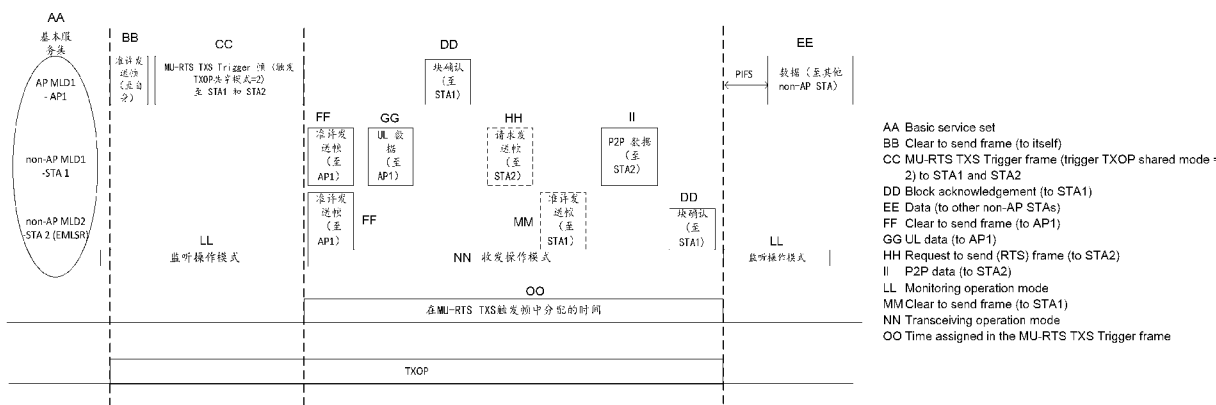 AA
基本服
务集
AP MLD1
- AP1
non-AP MLD1
-STA 1
non-AP MLD2
-STA 2 (EMLSR)
BB
准许发
送帧
(至自
身)
CC
MU-RTS TXS Trigger 帧 (触发
TXOP共享模式=2)
至 STA1 和 STA2
DD
块确认
(至
STA1)
EE
PIFS
数据 (至其他
non-AP STA)
FF
准许发
送帧
(至
AP1)
GG
UL 数
据
(至
AP1)
HH
请求发
送帧
(至
STA2)
II
P2P 数据
(至
STA2)
准许发
送帧
(至
AP1)
FF
MM
准许发
送帧
(至
STA1)
DD
块确认
(至
STA1)
LL
监听操作模式
NN 收发操作模式
LL
监听操作模式
OO
在MU-RTS TXS触发帧中分配的时间
TXOP
AA Basic service set
BB Clear to send frame (to itself)
CC MU-RTS TXS Trigger frame (trigger TXOP shared mode =
2) to STA1 and STA2
DD Block acknowledgement (to STA1)
EE Data (to other non-AP STAs)
FF Clear to send frame (to AP1)
GG UL data (to AP1)
HH Request to send (RTS) frame (to STA2)
II P2P data (to STA2)
LL Monitoring operation mode
MM Clear to send frame (to STA1)
NN Transceiving operation mode
OO Time assigned in the MU-RTS TXS Trigger frame